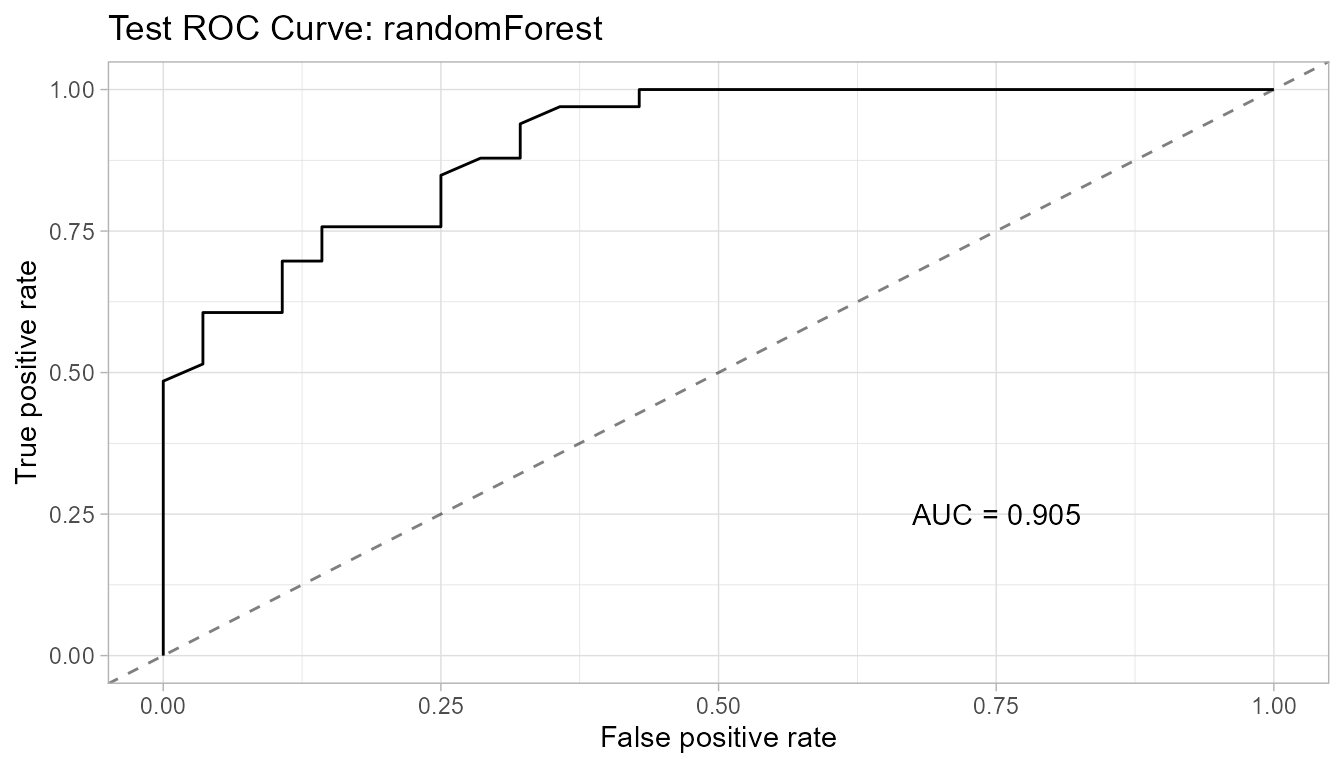 Test ROC Curve: randomForest
True positive rate
1.00
0.75
0.50
0.25
0.00
AUC = 0.905
0.00 0.25 0.50 0.75 1.00
False positive rate